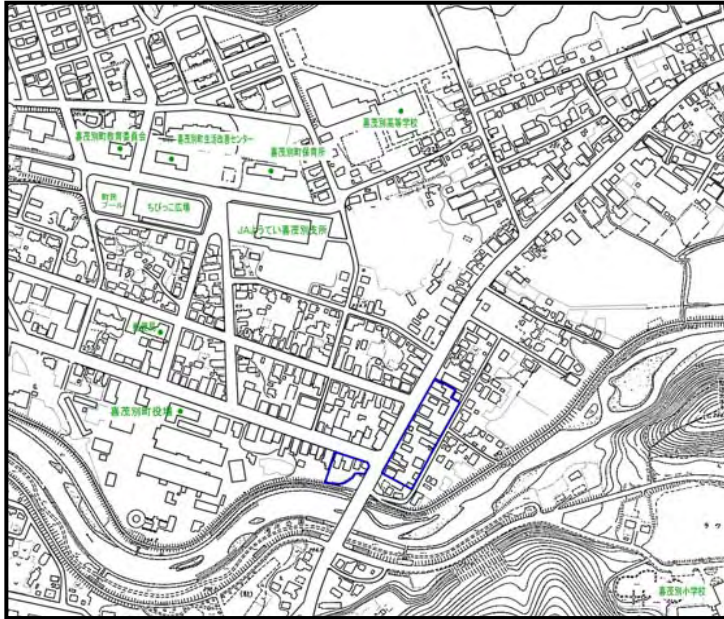 喜茂別高等学校
喜茂別町教育委員会
喜茂別町生活改善センター
喜茂別町保育所
町民
プール
ちびっこ広場
JAようてい喜茂別支所
喜茂別町役場
喜茂別小学校